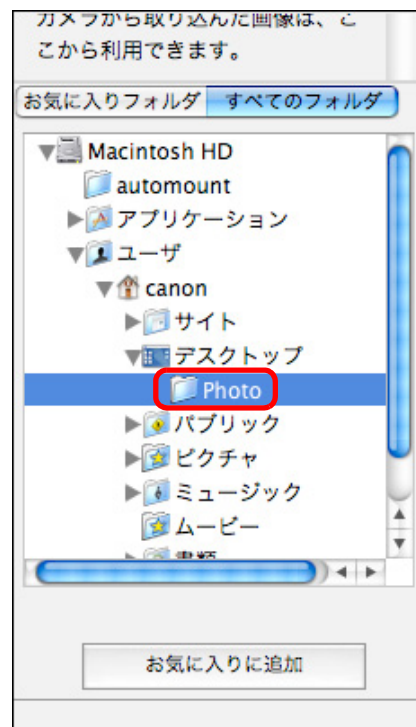 カメラから取り込んだ画像は、こ
こから利用できます。
お気に入りフォルダ すべてのフォルダ
Macintosh HD
automount
アプリケーション
ユーザ
canon
サイト
デスクトップ
Photo
パブリック
ピクチャ
ミュージック
ムービー
書類
お気に入りに追加